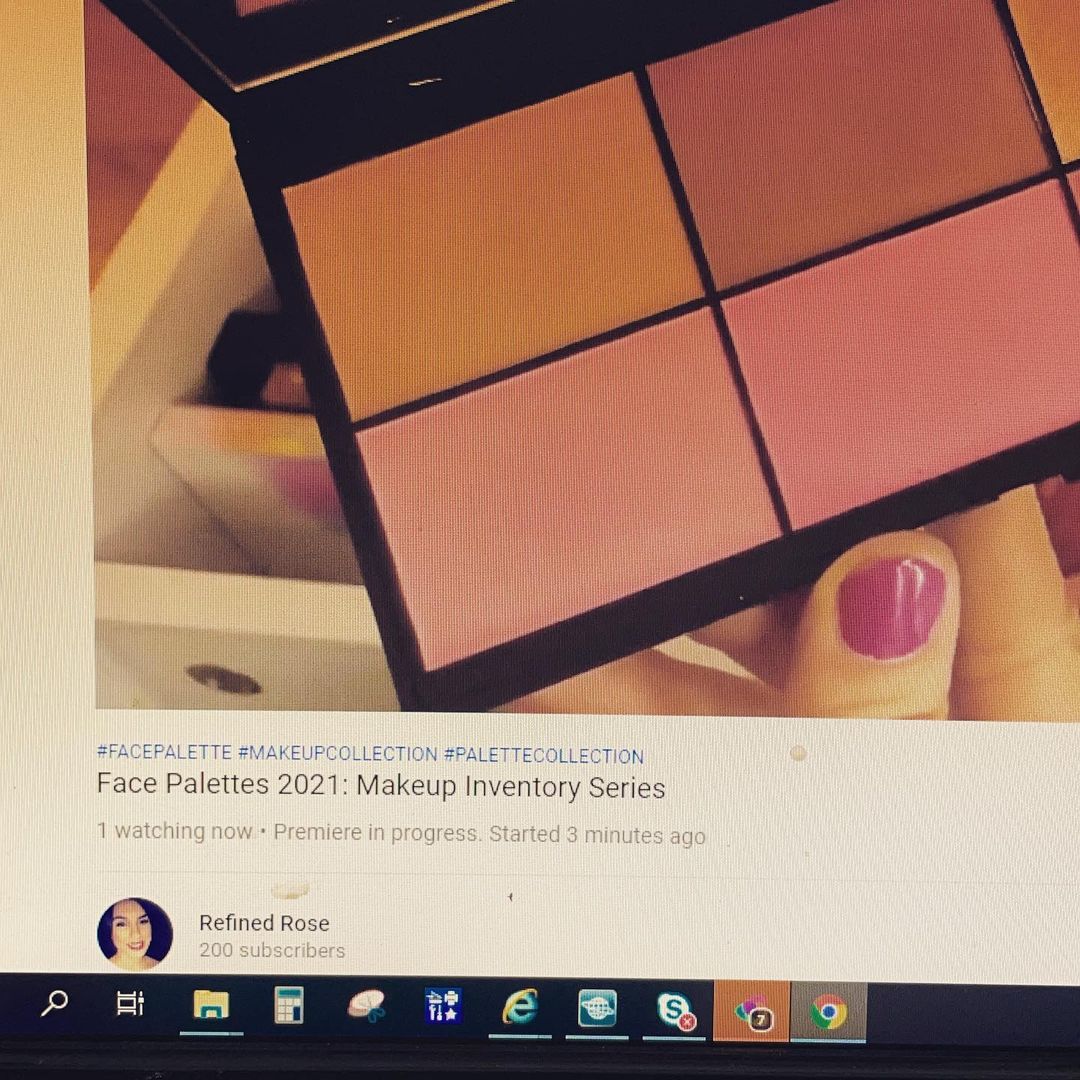 #FACEPALETTE #MAKEUPCOLLECTION #PALETTECOLLECTION
Face Palettes 2021: Makeup Inventory Series
1 watching now • Premiere in progress. Started 3 minutes ago
Refined Rose
200 subscribers
7